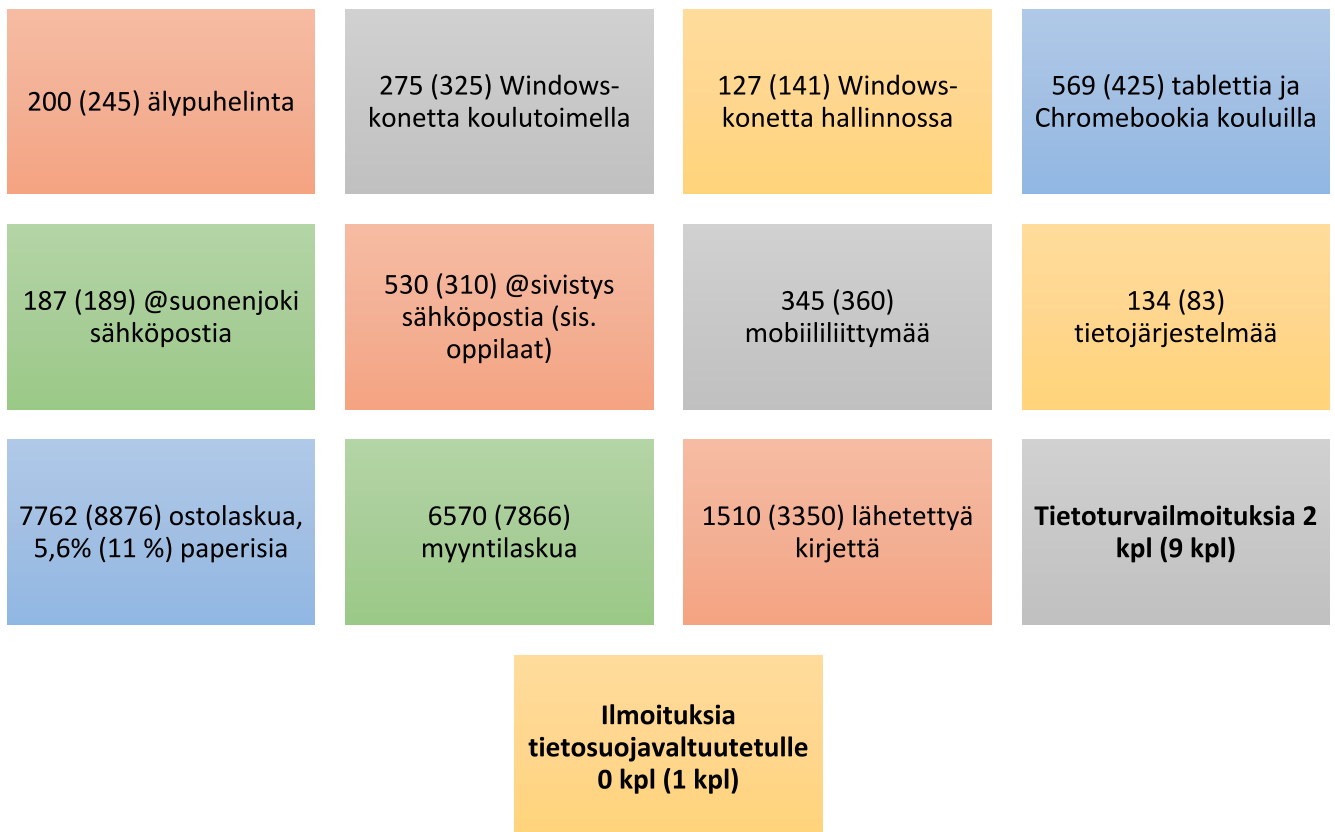 200 (245) älypuhelinta
275 (325) Windows-
konetta koulutoimella
127 (141) Windows-
konetta hallinnossa
569 (425) tablettia ja
Chromebookia kouluilla
187 (189) @suonenjoki
sähköpostia
530 (310) @sivistys
sähköpostia (sis.
oppilaat)
345 (360)
mobiililiittymää
134 (83)
tietojärjestelmää
7762 (8876) ostolaskua,
5,6% (11 %) paperisia
6570 (7866)
myyntilaskua
1510 (3350) lähetettyä
kirjettä
Tietoturvailmoituksia 2
kpl (9 kpl)
Ilmoituksia
tietosuojavaltuutetulle
0 kpl (1 kpl)